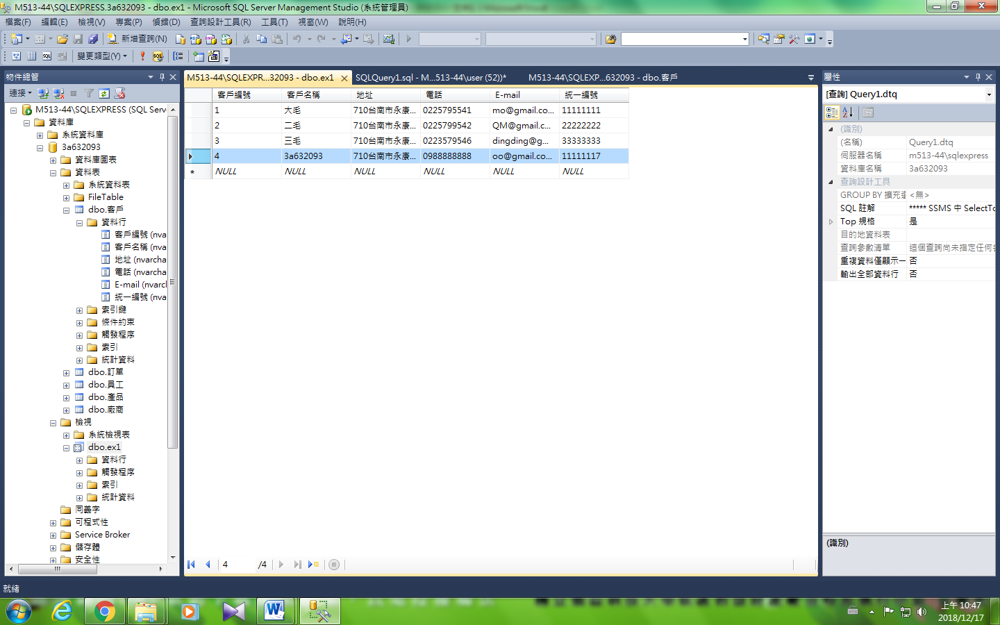 M513-44\SQLEXPRESS.3a632093 - dbo.ex1 - Microsoft SQL Server Management Studio (系統管理員)
檔案(F) 編輯(E) 檢視(V) 專案(P) 偵錯(D) 查詢設計工具(R) 工具(T) 視窗(W) 說明(H)
新增查詢(N)
變更類型(Y)
物件總管
連接
M513-44\SQLEXPRESS (SQL Serv
資料庫
系統資料庫
3a632093
資料庫圖表
資料表
系統資料表
FileTable
dbo.客戶
資料行
客戶編號 (nva
客戶名稱 (nva
地址 (nvarcha
電話 (nvarcha
E-mail (nvarcl
統一編號 (nva
索引鍵
條件約束
觸發程序
索引
統計資料
dbo.訂單
dbo.員工
dbo.產品
dbo.廠商
檢視
系統檢視表
dbo.ex1
資料行
觸發程序
索引
統計資料
同義字
可程式性
Service Broker
儲存體
安全性
M513-44\SQLEXPR...32093 - dbo.ex1 SQLQuery1.sql - M...513-44\user (52))* M513-44\SQLEXP...632093 - dbo.客戶
客戶編號 客戶名稱 地址 電話 E-mail 統一編號
1 大毛 710台南市永康... 0225795541 mo@gmail.co... 11111111
2 二毛 710台南市永康... 0225799542 QM@gmail.c... 22222222
3 三毛 710台南市永康... 0223579546 dingding@g... 33333333
4 3a632093 710台南市永康... 0988888888 oo@gmail.co... 11111117
NULL NULL NULL NULL NULL NULL
4 /4
屬性
[查詢] Query1.dtq
(識別)
(名稱) Query1.dtq
伺服器名稱 m513-44\sqlexpress
資料庫名稱 3a632093
查詢設計工具
GROUP BY 擴充選 <無>
SQL 註解 ***** SSMS 中 SelectTo
Top 規格 是
目的地資料表
查詢參數清單 這個查詢尚未指定任何參
重複資料僅顯示一 否
輸出全部資料行 否
(識別)
就緒
上午 10:47
2018/12/17